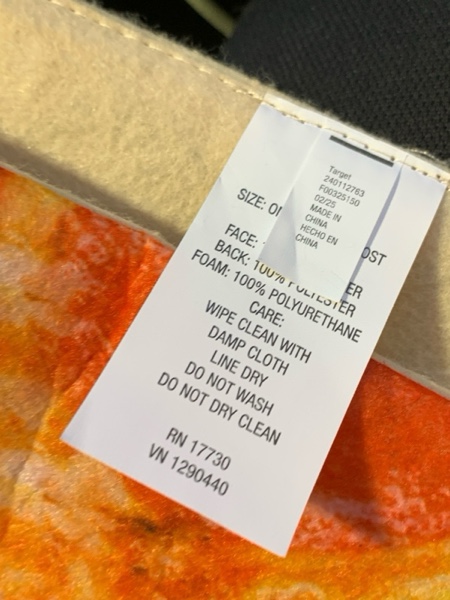 Target
240112763
F00325150
02/25
MADE IN
CHINA
HECHO EN
CHINA
SIZE:
FACE:
BACK: 100% POLYESTER
FOAM: 100% POLYURETHANE
CARE:
WIPE CLEAN WITH
DAMP CLOTH
LINE DRY
DO NOT WASH
DO NOT DRY CLEAN
RN 17730
VN 1290440